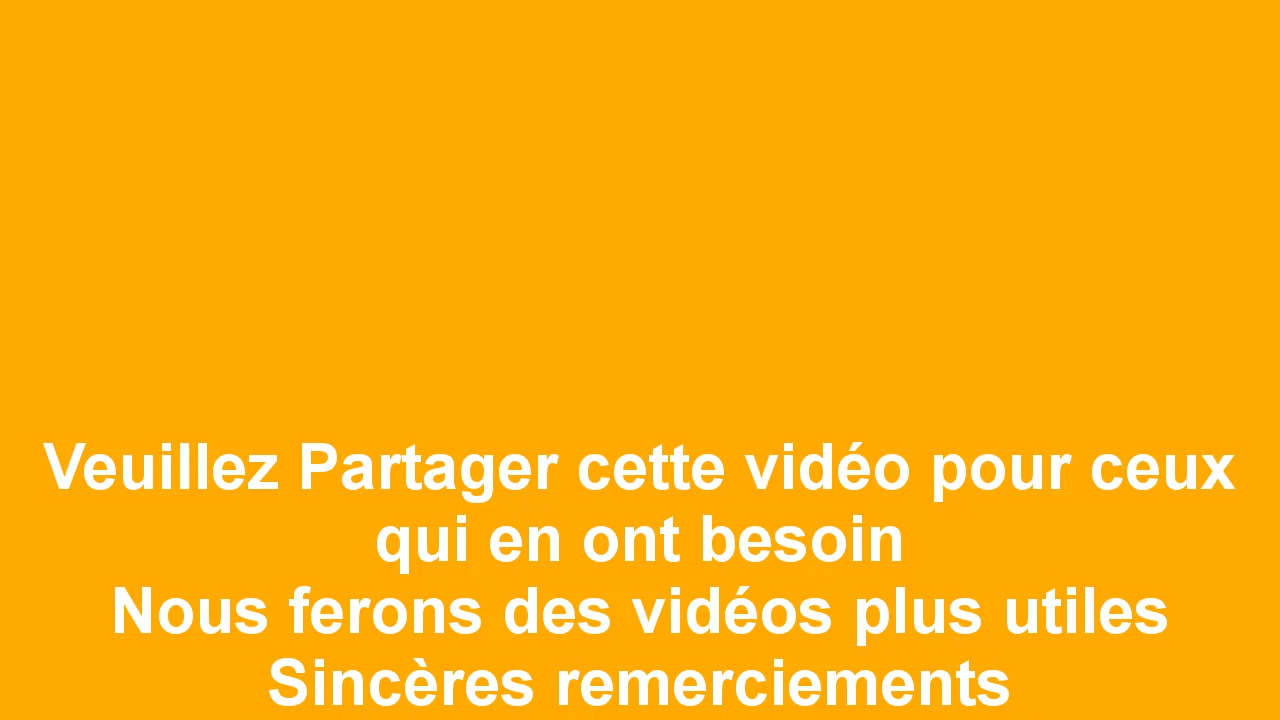 Veuillez Partager cette vidéo pour ceux
qui en ont besoin
Nous ferons des vidéos plus utiles
Sincères remerciements